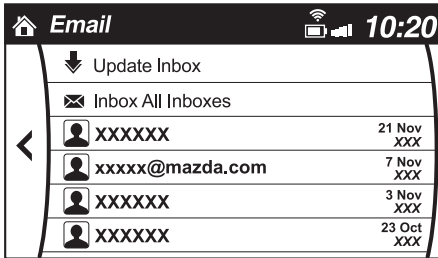 Email 10:20
Update Inbox
Inbox All Inboxes
XXXXXX 21 Nov
XXX
xxxxx@mazda.com 7 Nov
XXX
XXXXXX 3 Nov
XXX
XXXXXX 23 Oct
XXX